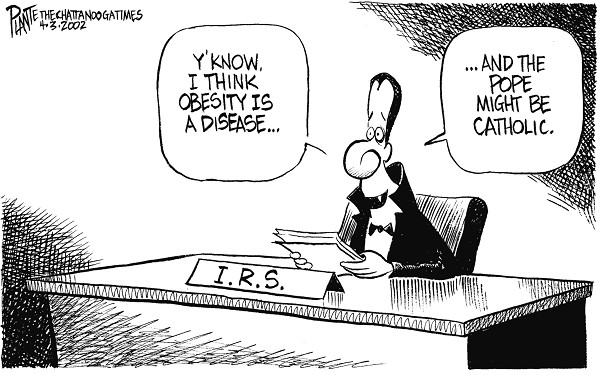 PLANTE THE CHATTANOOGA TIMES
4.3.2002
Y'KNOW,
I THINK
OBESITY IS
A DISEASE...
...AND THE
POPE
MIGHT BE
CATHOLIC.
I.R.S.